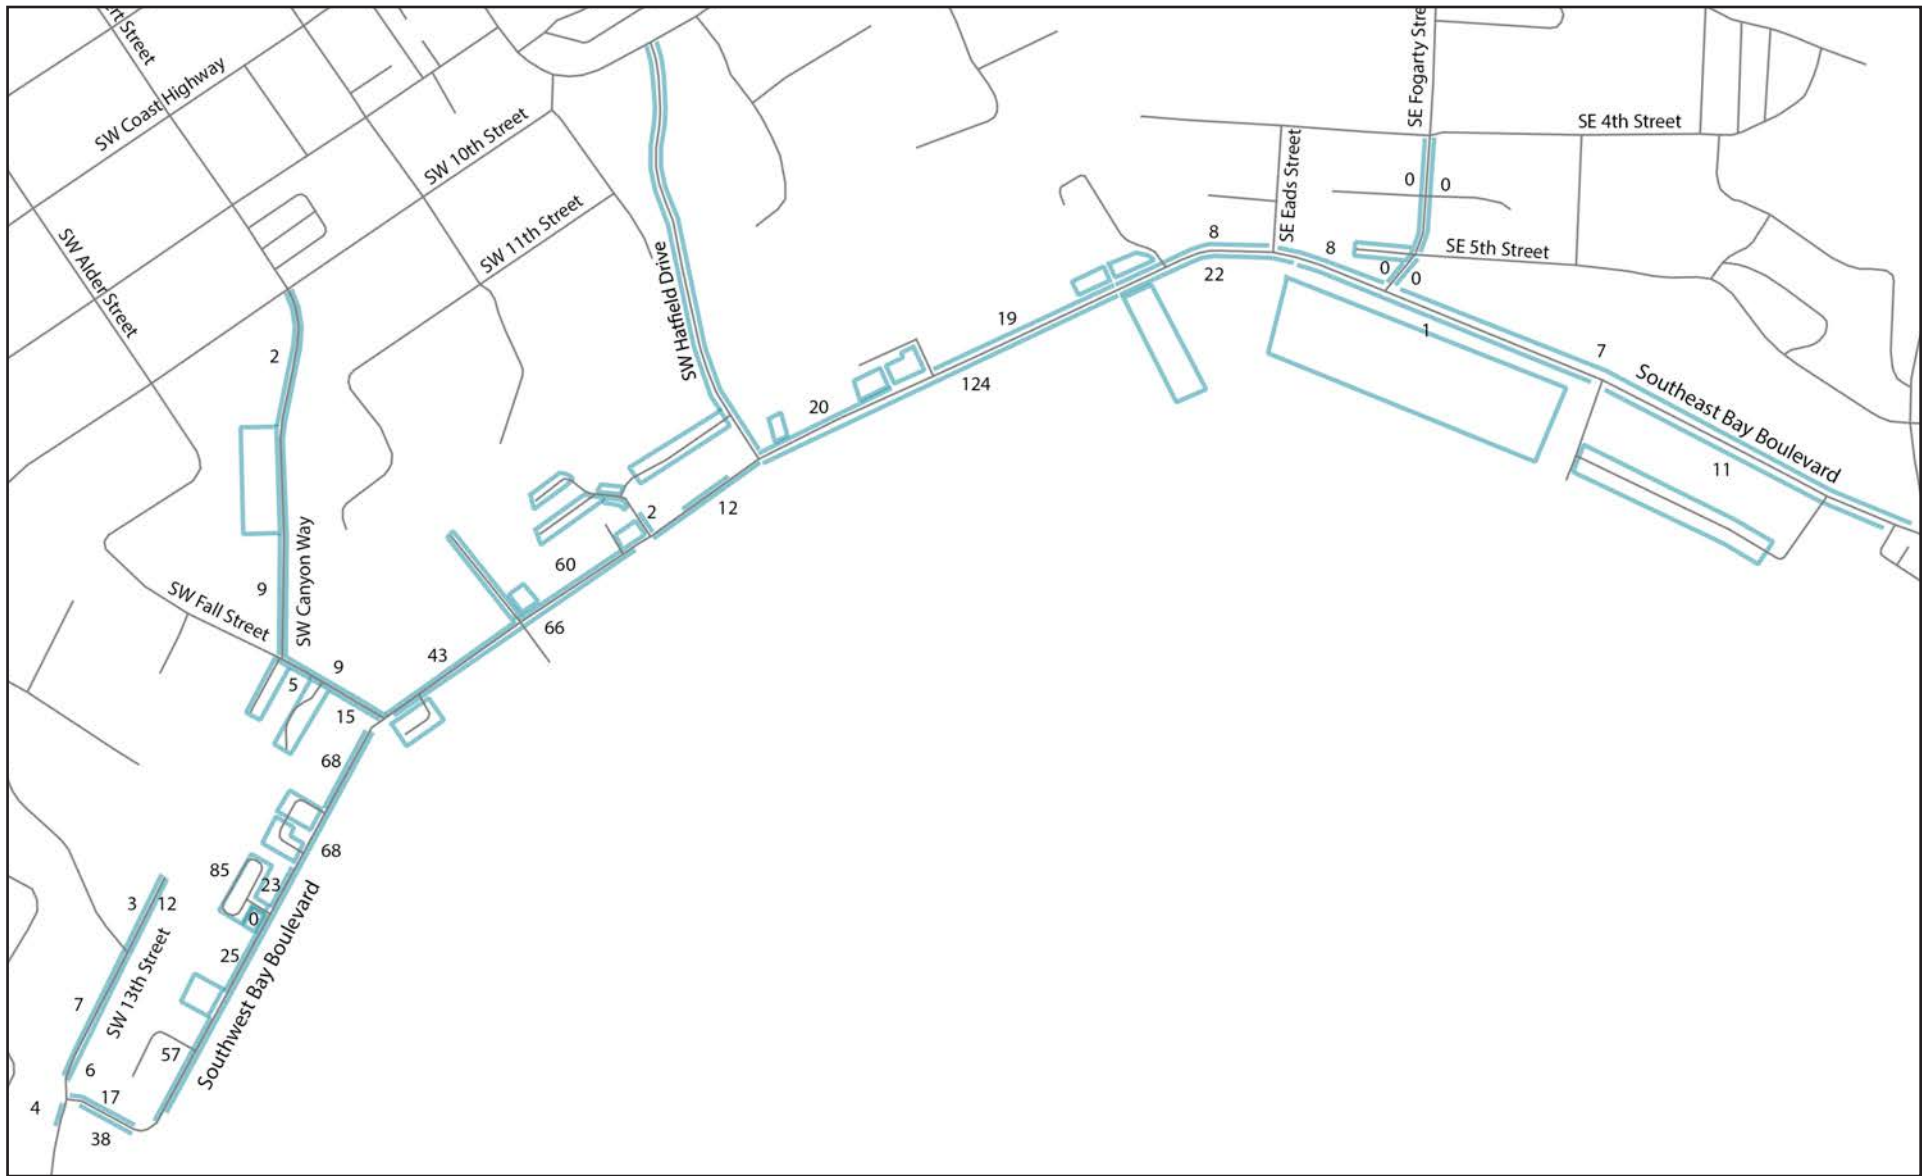 ert Street
SW Coast Highway
SW 10th Street
SW 11th Street
SW Alder Street
SW Hatfield Drive
SE Fogarty Stre
SE 4th Street
SE Eads Street
SE 5th Street
0
0
8
8
0
0
22
1
7
Southeast Bay Boulevard
11
19
124
20
2
12
2
60
66
43
9
SW Canyon Way
SW Fall Street
9
5
15
68
68
85
23
0
25
Southwest Bay Boulevard
57
3
12
SW 13th Street
7
6
17
4
38